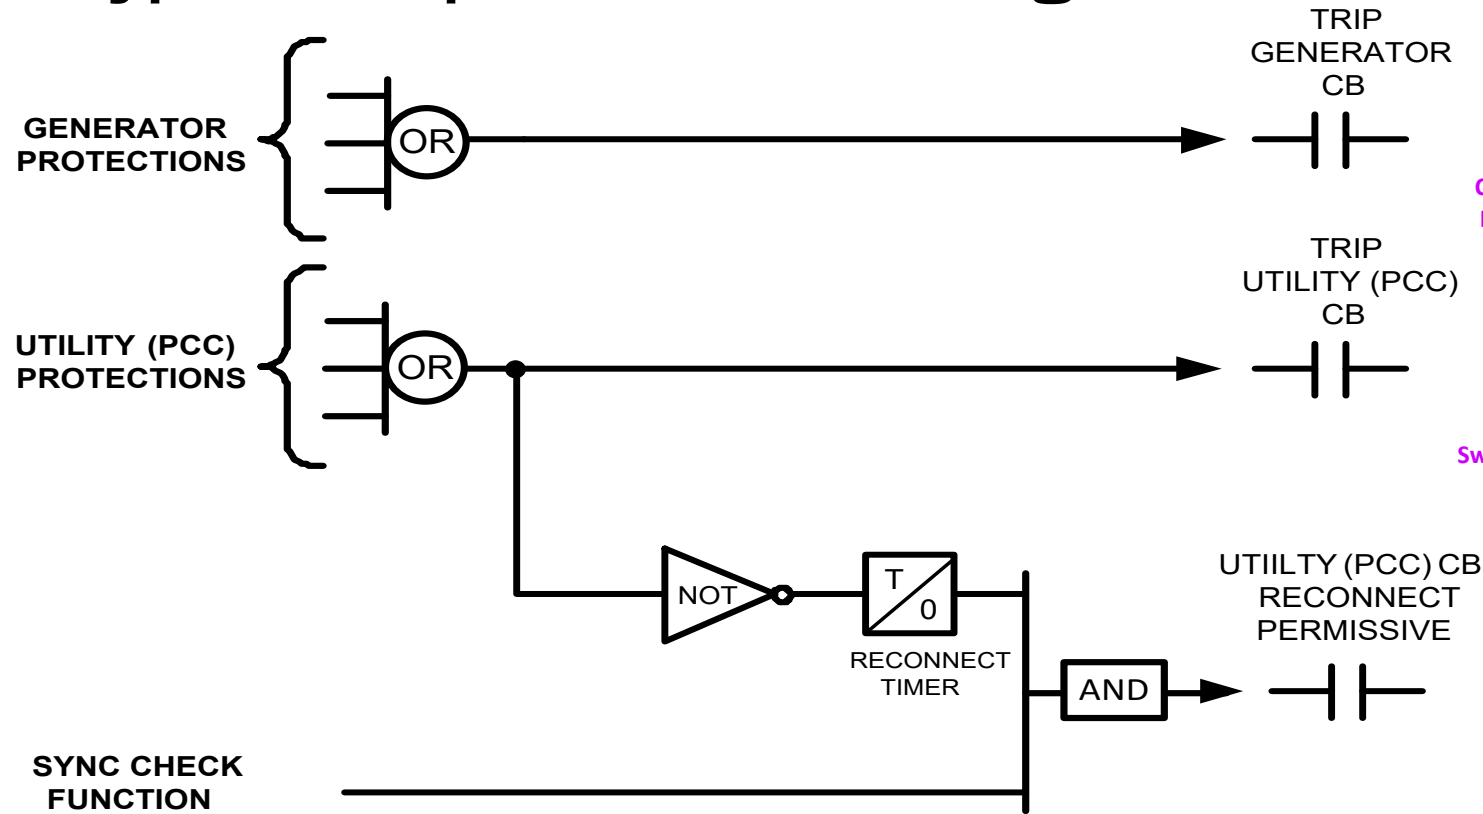 TRIP
GENERATOR
CB
GENERATOR
PROTECTIONS
OR
TRIP
UTILITY (PCC)
CB
UTILITY (PCC)
PROTECTIONS
OR
UTIILTY (PCC) CB
RECONNECT
PERMISSIVE
NOT
T
0
RECONNECT
TIMER
AND
SYNC CHECK
FUNCTION